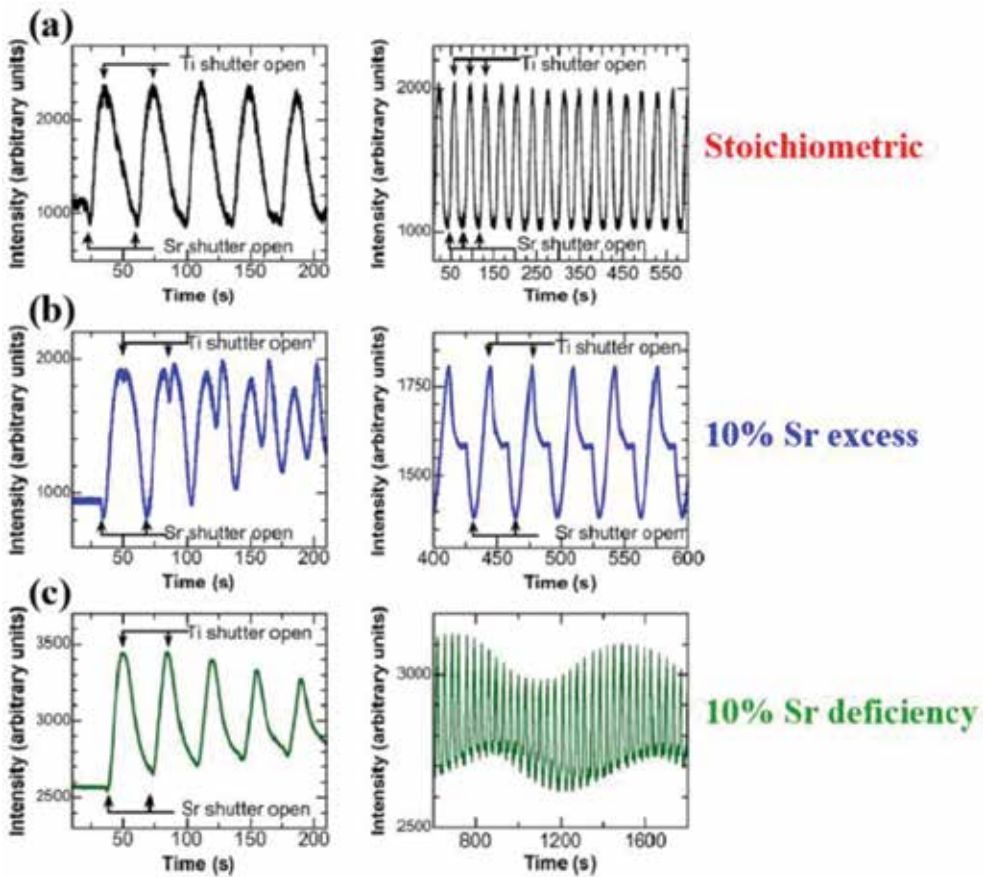 (a)
Intensity (arbitrary units)
2000
1000
Ti shutter open
Sr shutter open
50 100 150 200
Time (s)
Intensity (arbitrary units)
2000
1000
Ti shutter open
Sr shutter open
50 150 250 350 450 550
Time (s)
Stoichiometric
(b)
Intensity (arbitrary units)
2000
1000
Ti shutter open
Sr shutter open
50 100 150 200
Time (s)
Intensity (arbitrary units)
1750
1500
Ti shutter open
Sr shutter open
400 450 500 550 600
Time (s)
10% Sr excess
(c)
Intensity (arbitrary units)
3500
3000
2500
Ti shutter open
Sr shutter open
50 100 150 200
Time (s)
Intensity (arbitrary units)
3000
2500
800 1200 1600
Time (s)
10% Sr deficiency